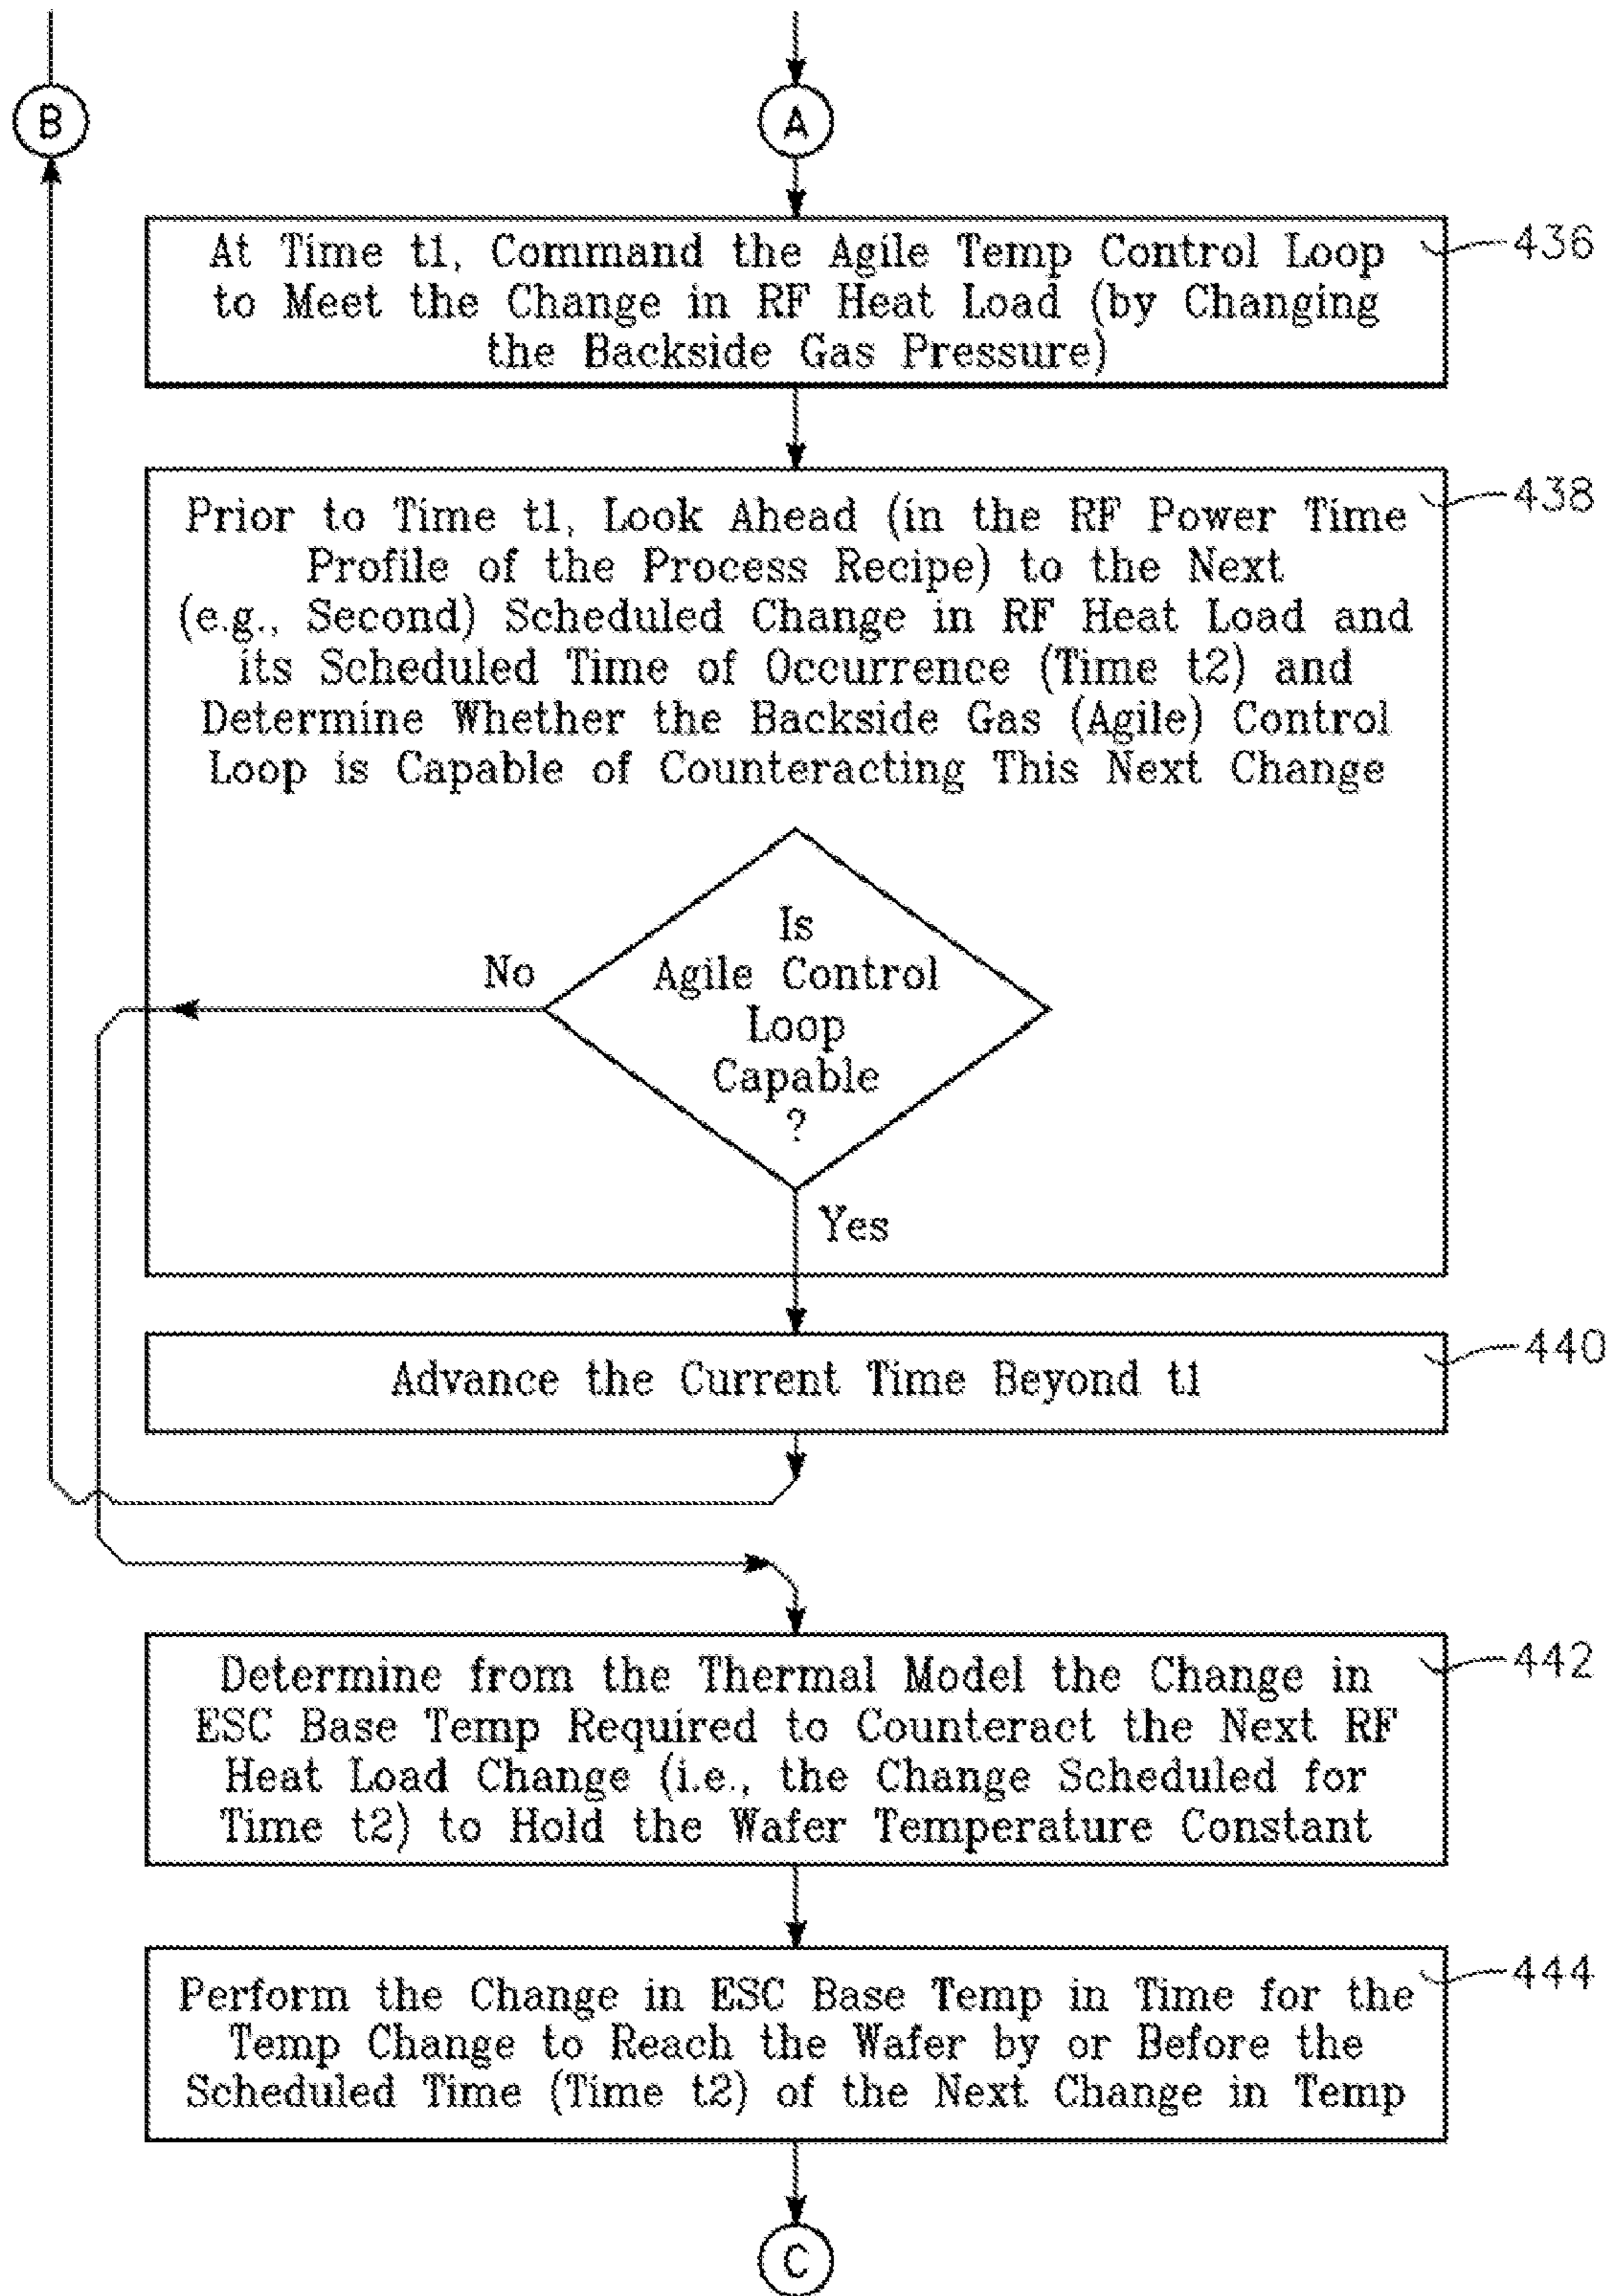 B
A
At Time t1, Command the Agile Temp Control Loop
to Meet the Change in RF Heat Load (by Changing
the Backside Gas Pressure)
436
Prior to Time t1, Look Ahead (in the RF Power Time
Profile of the Process Recipe) to the Next
(e.g., Second) Scheduled Change in RF Heat Load and
its Scheduled Time of Occurrence (Time t2) and
Determine Whether the Backside Gas (Agile) Control
Loop is Capable of Counteracting This Next Change
438
Is
Agile Control
Loop
Capable
?
No
Yes
Advance the Current Time Beyond t1
440
Determine from the Thermal Model the Change in
ESC Base Temp Required to Counteract the Next RF
Heat Load Change (i.e., the Change Scheduled for
Time t2) to Hold the Wafer Temperature Constant
442
Perform the Change in ESC Base Temp in Time for the
Temp Change to Reach the Wafer by or Before the
Scheduled Time (Time t2) of the Next Change in Temp
444
C